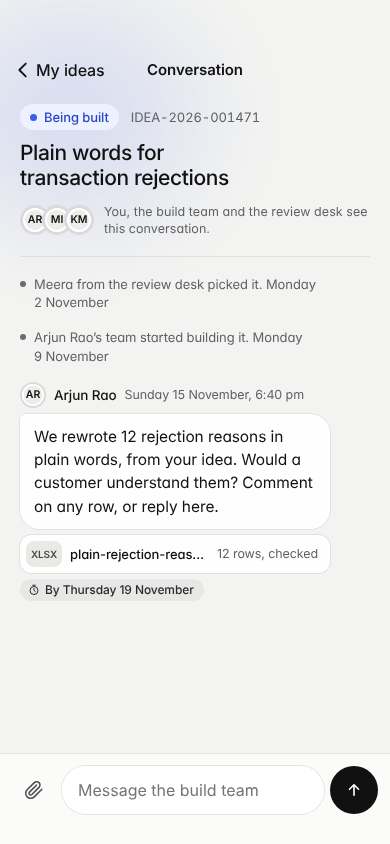 My ideas
Conversation
Being built
IDEA-2026-001471
Plain words for
transaction rejections
AR
MI
KM
You, the build team and the review desk see
this conversation.
Meera from the review desk picked it. Monday
2 November
Arjun Rao's team started building it. Monday
9 November
AR
Arjun Rao
Sunday 15 November, 6:40 pm
We rewrote 12 rejection reasons in
plain words, from your idea. Would a
customer understand them? Comment
on any row, or reply here.
XLSX
plain-rejection-reas...
12 rows, checked
By Thursday 19 November
Message the build team